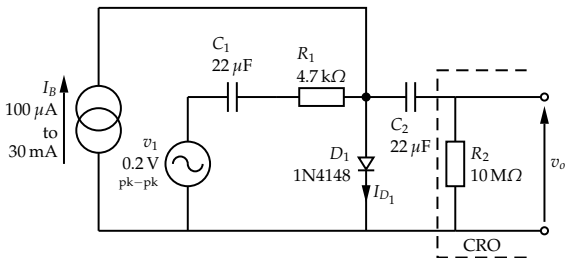 I_B
100 μA
to
30 mA
C_1
22 μF
v_1
0.2 V
pk−pk
R_1
4.7 kΩ
D_1
1N4148
I_{D_1}
C_2
22 μF
R_2
10 MΩ
CRO
v_o